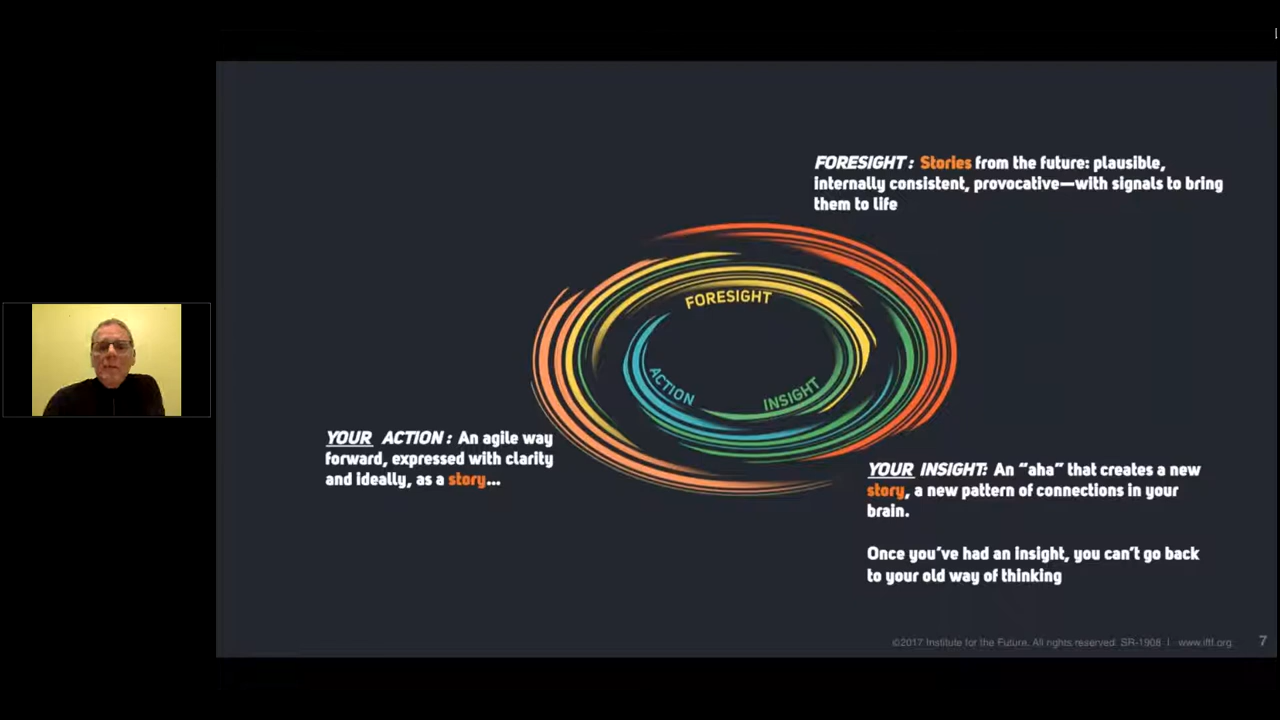 FORESIGHT : Stories from the future: plausible,
internally consistent, provocative—with signals to bring
them to life
FORESIGHT
ACTION
INSIGHT
YOUR ACTION : An agile way
forward, expressed with clarity
and ideally, as a story...
YOUR INSIGHT: An “aha” that creates a new
story, a new pattern of connections in your
brain.
Once you’ve had an insight, you can’t go back
to your old way of thinking
©2017 Institute for the Future. All rights reserved. SR-1908 | www.iftf.org
7